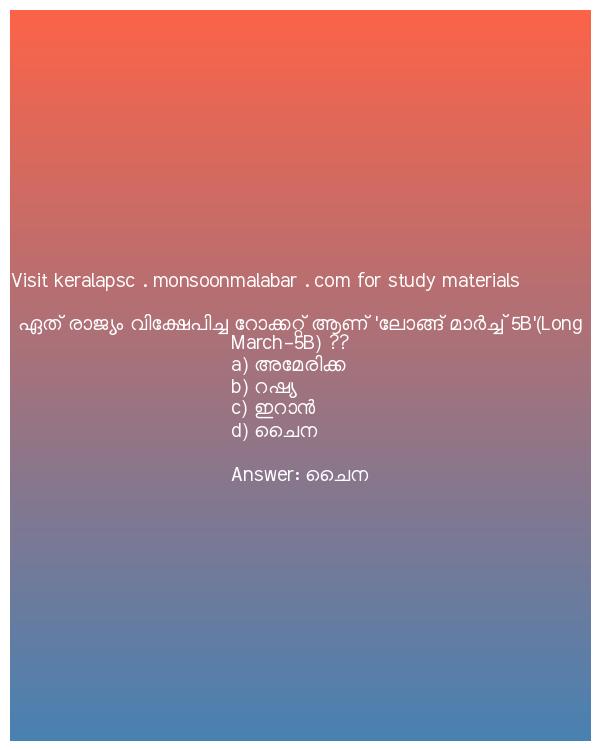 Visit keralapsc . monsoonmalabar . com for study materials
ഏത് രാജ്യം വിക്ഷേപിച്ച റോക്കറ്റ് ആണ് 'ലോങ്ങ് മാർച്ച് 5B'(Long
March-5B) ??
a) അമേരിക്ക
b) റഷ്യ
c) ഇറാൻ
d) ചൈന
Answer: ചൈന